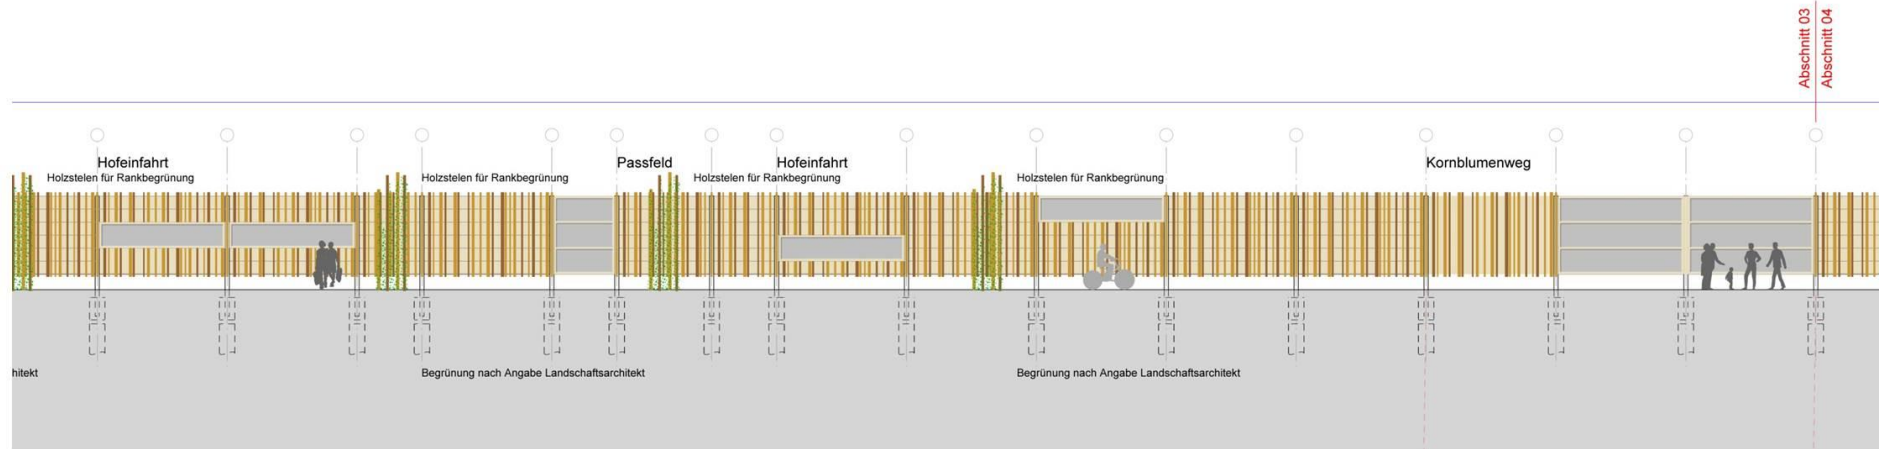 Abschnitt 03
Abschnitt 04
Hofeinfahrt
Passfeld
Hofeinfahrt
Kornblumenweg
Holzstelen für Rankbegrünung
Holzstelen für Rankbegrünung
Holzstelen für Rankbegrünung
Holzstelen für Rankbegrünung
hitekt
Begrünung nach Angabe Landschaftsarchitekt
Begrünung nach Angabe Landschaftsarchitekt